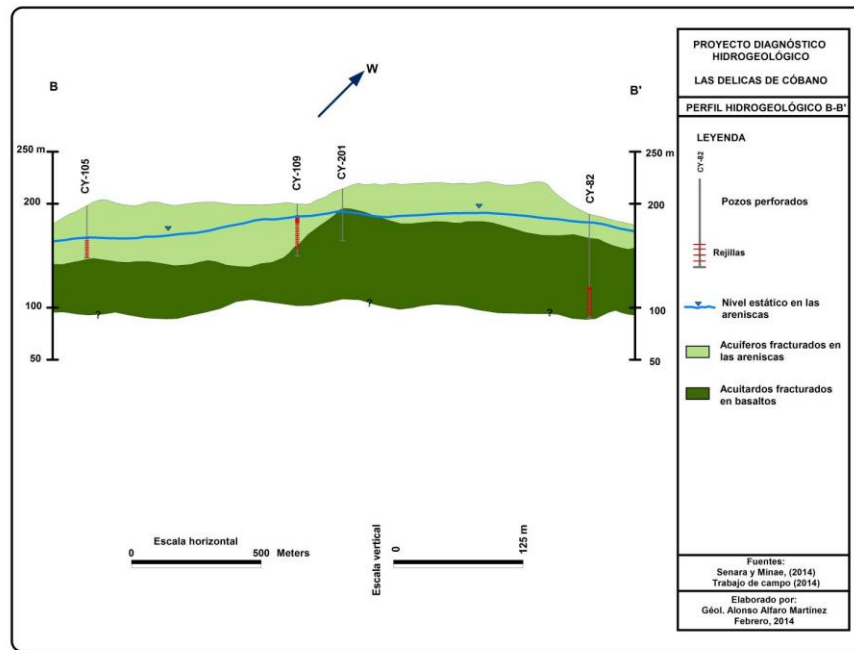 B
W
B'
250 m
200
100
50
CY-105
CY-109
CY-201
CY-82
250 m
200
100
50
?
?
?
Escala horizontal
0
500
Meters
Escala vertical
0
125 m
PROYECTO DIAGNÓSTICO
HIDROGEOLÓGICO
LAS DELICAS DE CÓBANO
PERFIL HIDROGEOLÓGICO B-B'
LEYENDA
CY-82
Pozos perforados
Rejillas
Nivel estático en las
areniscas
Acuíferos fracturados en
las areniscas
Acuitardos fracturados
en basaltos
Fuentes:
Senara y Minae, (2014)
Trabajo de campo (2014)
Elaborado por:
Géol. Alonso Alfaro Martínez
Febrero, 2014